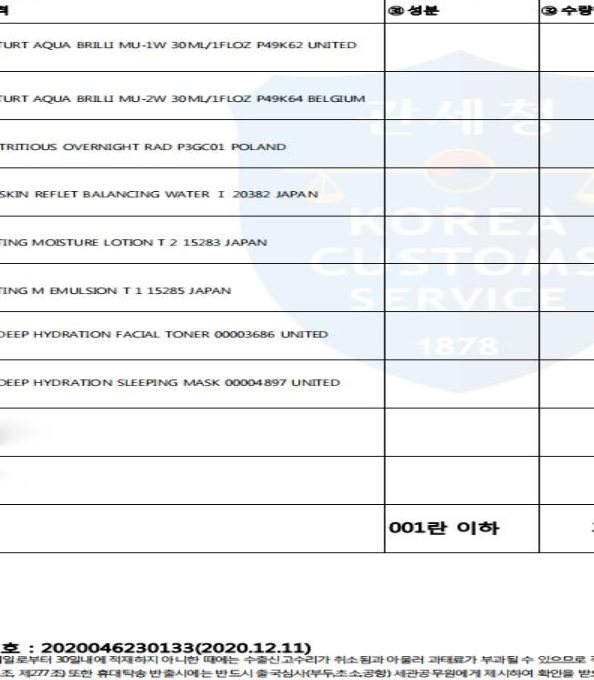 격 ㊳ 성분 ㊴ 수량
TURT AQUA BRILLI MU-1W 30ML/1FLOZ P49K62 UNITED
TURT AQUA BRILLI MU-2W 30ML/1FLOZ P49K64 BELGIUM
TRITIOUS OVERNIGHT RAD P3GC01 POLAND
SKIN REFLET BALANCING WATER I 20382 JAPAN
TING MOISTURE LOTION T 2 15283 JAPAN
TING M EMULSION T 1 15285 JAPAN
DEEP HYDRATION FACIAL TONER 00003686 UNITED
DEEP HYDRATION SLEEPING MASK 00004897 UNITED
관세청
KOREA
CUSTOMS
SERVICE
1878
001란 이하
호 : 2020046230133(2020.12.11)
일로부터 30일내에 적재하지 아니한 때에는 수출신고수리가 취소됨과 아울러 과태료가 부과될 수 있으므로
조, 제277조) 또한 휴대탁송 반출시에는 반드시 출국심사(부두,초소,공항) 세관공무원에게 제시하여 확인을